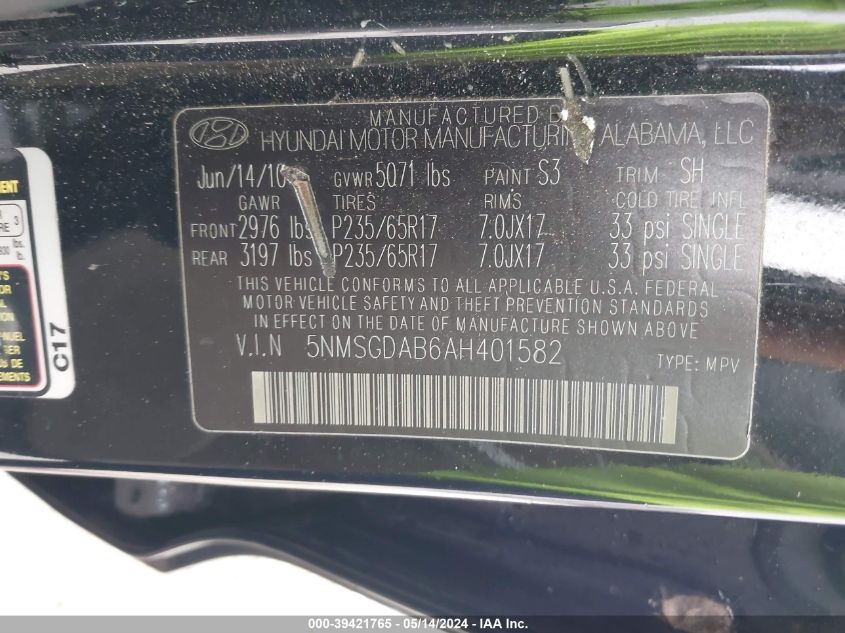 MANUFACTURED BY
HYUNDAI MOTOR MANUFACTURING ALABAMA, LLC
Jun/14/10 GVWR 5071 lbs PAINT S3 TRIM SH
GAWR TIRES RIMS COLD TIRE INFL
FRONT 2976 lbs P235/65R17 7.0JX17 33 psi SINGLE
REAR 3197 lbs P235/65R17 7.0JX17 33 psi SINGLE
THIS VEHICLE CONFORMS TO ALL APPLICABLE U.S.A. FEDERAL
MOTOR VEHICLE SAFETY AND THEFT PREVENTION STANDARDS
IN EFFECT ON THE DATE OF MANUFACTURE SHOWN ABOVE.
V.I.N 5NMSGDAB6AH401582 TYPE: MPV
C17
000-39421765 - 05/14/2024 - IAA Inc.